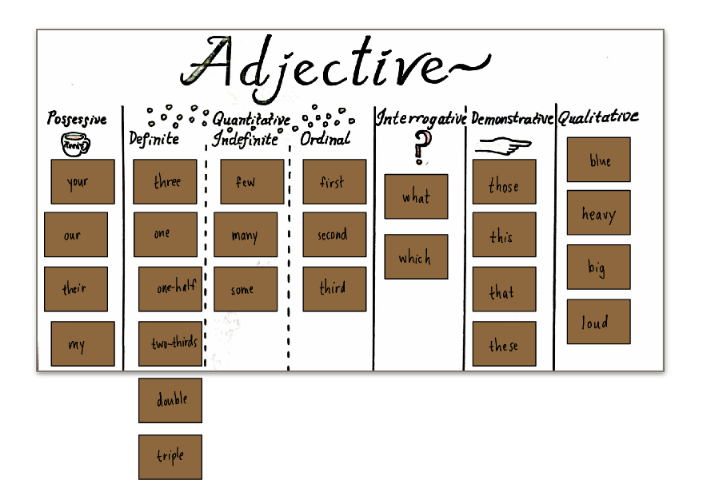 Adjective
Possessive
your
our
their
my
Quantitative
Definite
three
one
one-half
two-thirds
double
triple
Indefinite
few
many
some
Ordinal
first
second
third
Interrogative
?
what
which
Demonstrative
those
this
that
these
Qualitative
blue
heavy
big
loud